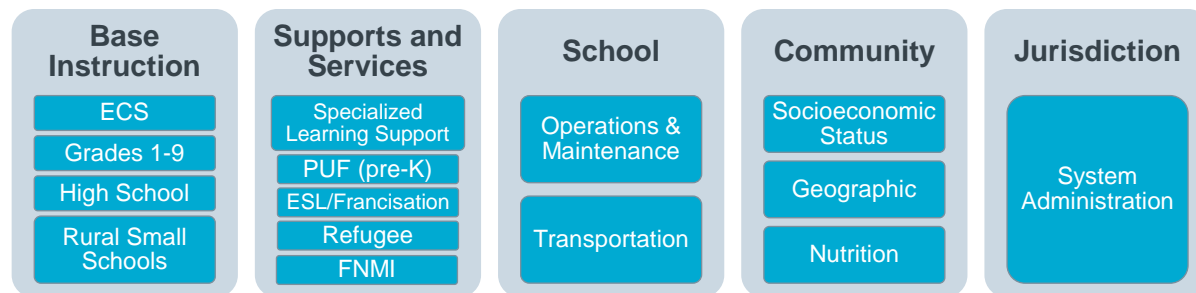 Base
Instruction
ECS
Grades 1-9
High School
Rural Small
Schools
Supports and
Services
Specialized
Learning Support
PUF (pre-K)
ESL/Francisation
Refugee
FNMI
School
Operations &
Maintenance
Transportation
Community
Socioeconomic
Status
Geographic
Nutrition
Jurisdiction
System
Administration